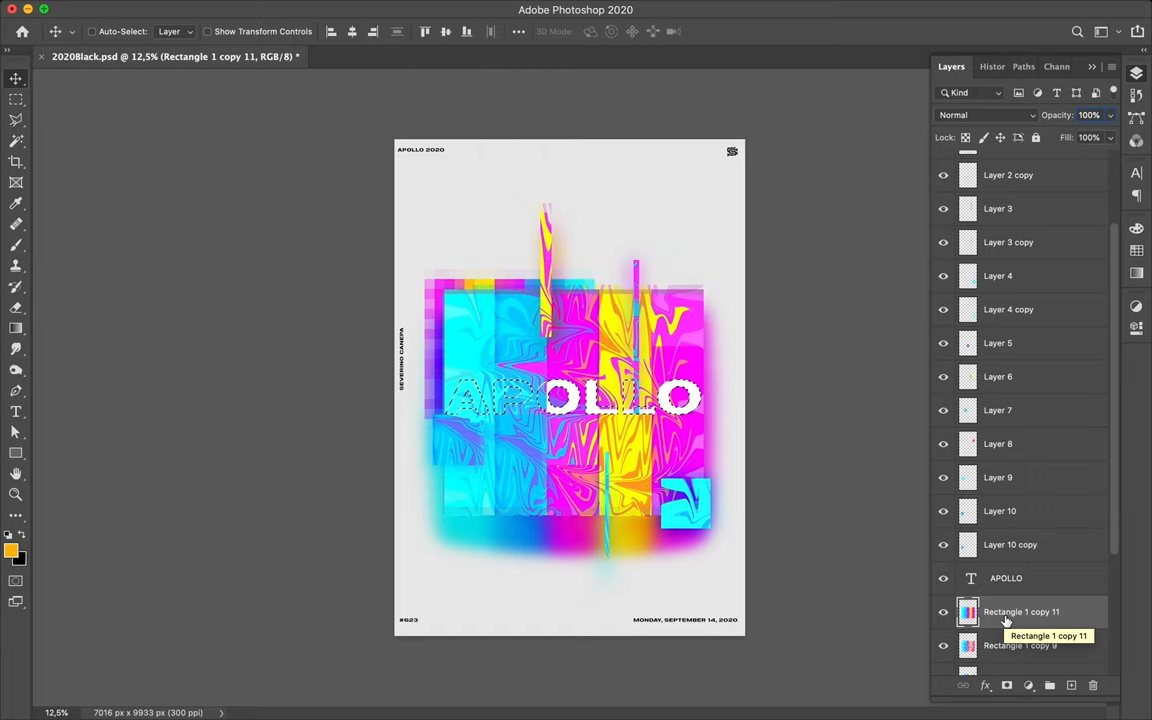 Adobe Photoshop 2020
Auto-Select: Layer Show Transform Controls 3D Mode:
2020Black.psd @ 12,5% (Rectangle 1 copy 11, RGB/8) *
Layers Histor Paths Chann
Kind
Normal Opacity: 100%
Lock: Fill: 100%
Layer 2 copy
Layer 3
Layer 3 copy
Layer 4
Layer 4 copy
Layer 5
Layer 6
Layer 7
Layer 8
Layer 9
Layer 10
Layer 10 copy
APOLLO
Rectangle 1 copy 11
Rectangle 1 copy 11
Rectangle 1 copy 9
APOLLO 2020
SEVERINO CANEPA
APOLLO
#623 MONDAY, SEPTEMBER 14, 2020
12,5% 7016 px x 9933 px (300 ppi)